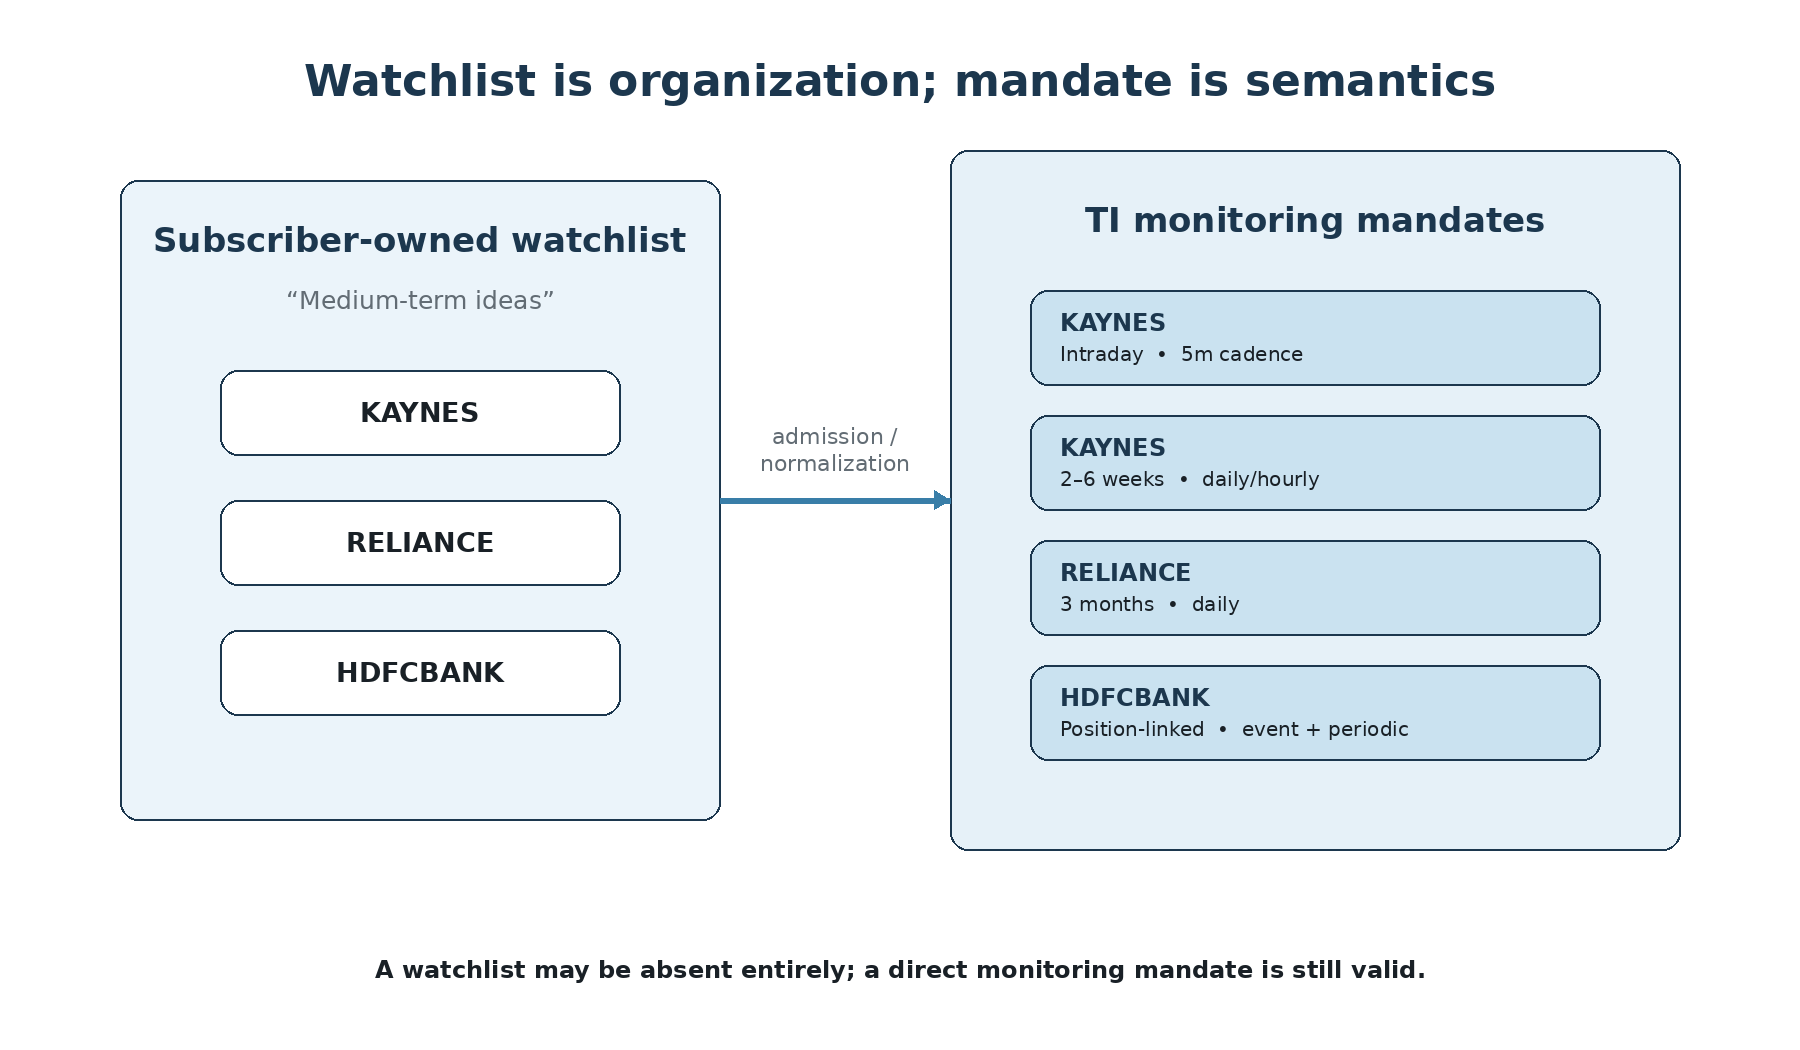 Watchlist is organization; mandate is semantics
Subscriber-owned watchlist
“Medium-term ideas”
KAYNES
RELIANCE
HDFCBANK
admission /
normalization
TI monitoring mandates
KAYNES
Intraday • 5m cadence
KAYNES
2–6 weeks • daily/hourly
RELIANCE
3 months • daily
HDFCBANK
Position-linked • event + periodic
A watchlist may be absent entirely; a direct monitoring mandate is still valid.